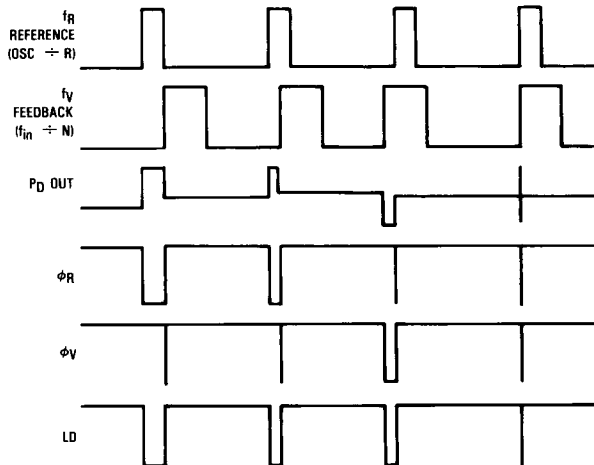 fR
REFERENCE
(OSC ÷ R)
fV
FEEDBACK
(fin ÷ N)
PD OUT
ϕR
ϕV
LD